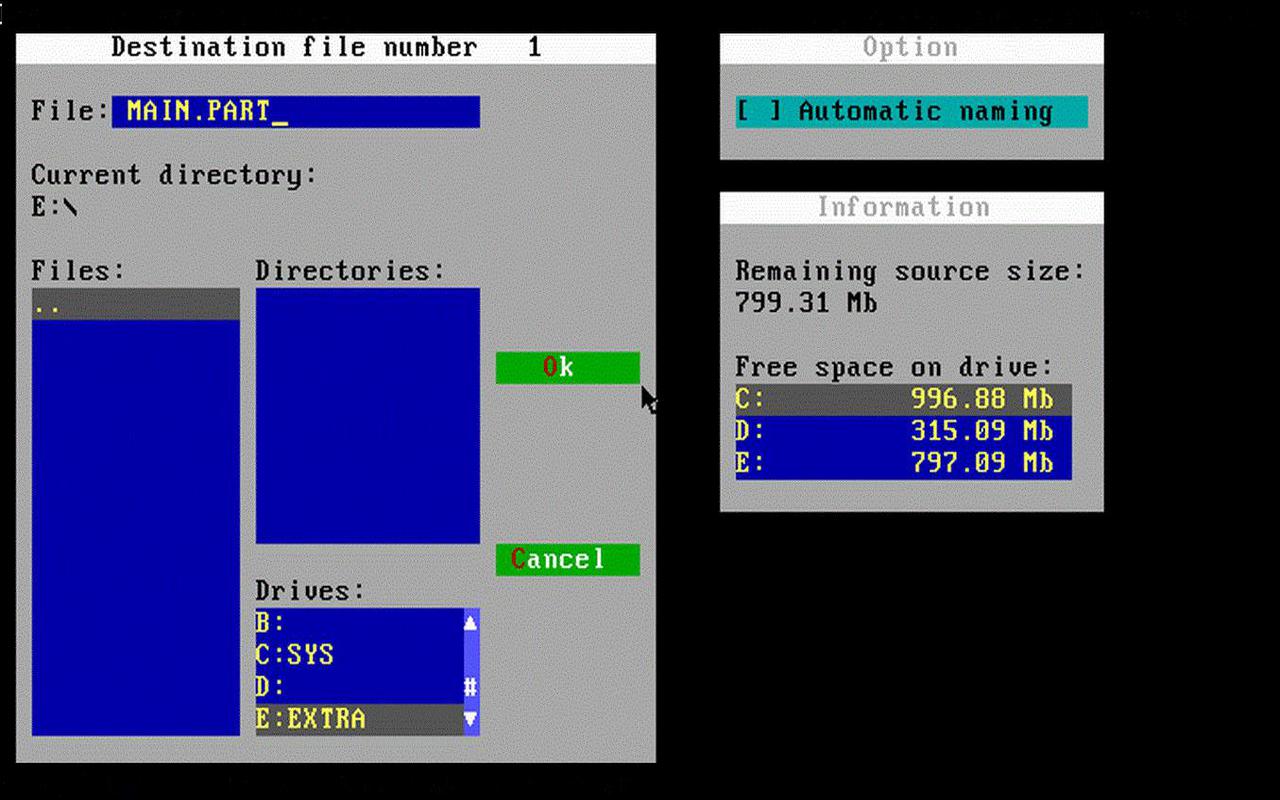 Destination file number 1
File: MAIN.PART_
Current directory:
E:\
Files:
..
Directories:
Ok
Cancel
Drives:
B:
C:SYS
D:
E:EXTRA
Option
[ ] Automatic naming
Information
Remaining source size:
799.31 Mb
Free space on drive:
C: 996.88 Mb
D: 315.09 Mb
E: 797.09 Mb